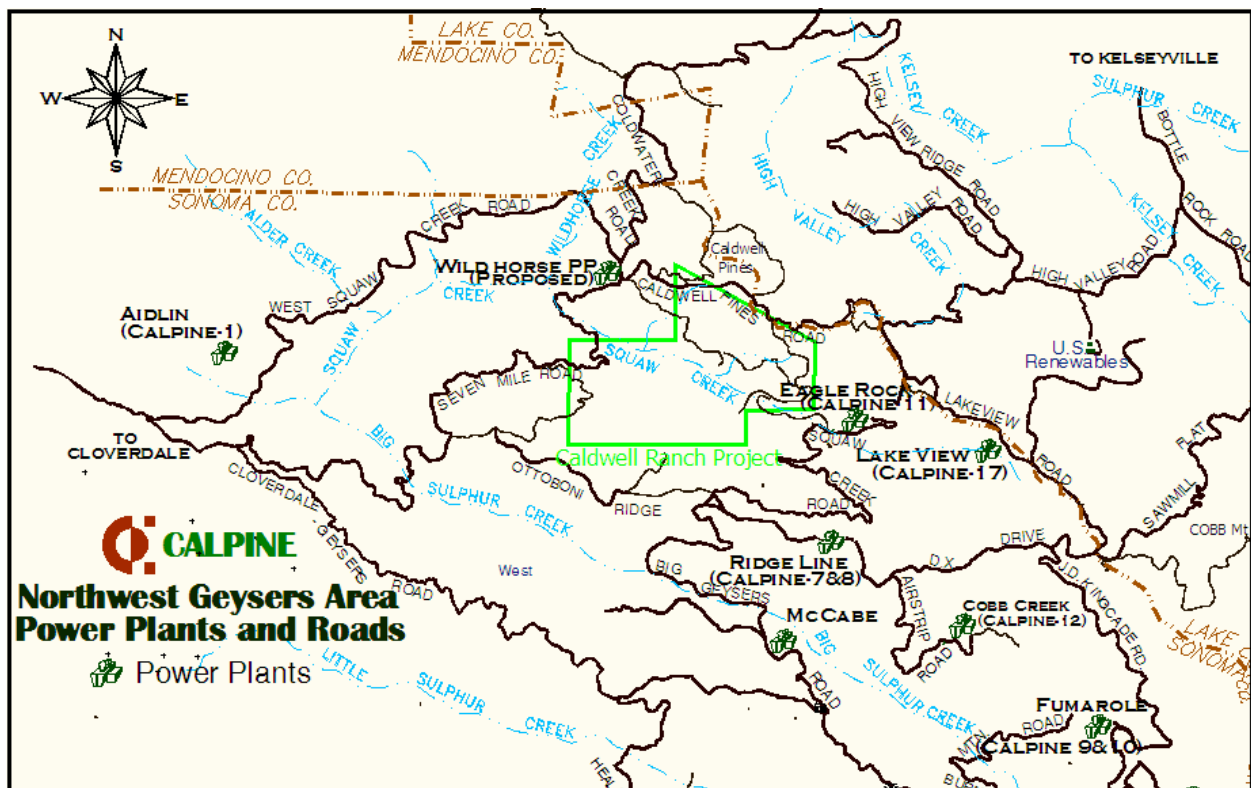 N
W E
S
LAKE CO.
MENDOCINO CO.
MENDOCINO CO.
SONOMA CO.
TO KELSEYVILLE
SULPHUR CREEK
BOTTLE ROCK ROAD
KELSEY CREEK
HIGH VIEW RIDGE ROAD
HIGH VALLEY CREEK
HIGH VALLEY ROAD
KELSEY CREEK
HIGH VALLEY ROAD
COLDWATER CREEK ROAD
WILDHORSE CREEK
ALDER CREEK
WEST SQUAW CREEK ROAD
SQUAW CREEK
Caldwell
Pines
WILD HORSE PP
(PROPOSED)
CALDWELL PINES ROAD
AIDLIN
(CALPINE-1)
U.S.
Renewables
SQUAW CREEK
SEVEN MILE ROAD
EAGLE ROCK
(CALPINE-11)
LAKEVIEW ROAD
LAKE VIEW
(CALPINE-17)
SQUAW CREEK ROAD
SAWMILL FLAT
TO
CLOVERDALE
BIG SULPHUR CREEK
Caldwell Ranch Project
OTTOBONI RIDGE ROAD
CLOVERDALE - GEYSERS ROAD
COBB Mt
CALPINE
West
RIDGE LINE
(CALPINE-7&8)
D.X. DRIVE
J.D. KINGCADE RD.
BIG GEYSERS ROAD
AIRSTRIP ROAD
Northwest Geysers Area
Power Plants and Roads
MCCABE
COBB CREEK
(CALPINE-12)
LAKE
SONOMA CO.
BIG SULPHUR CREEK
Power Plants
LITTLE SULPHUR CREEK
FUMAROLE
(CALPINE 9&10)
MTN. ROAD